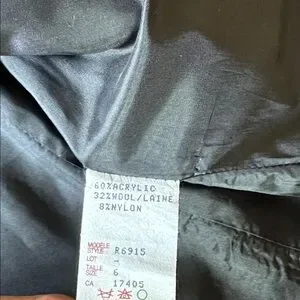 60%ACRYLIC
32%WOOL/LAINE
8%NYLON
MODELE
STYLE R6915
LOT 1
TAILLE
SIZE 6
CA 17405